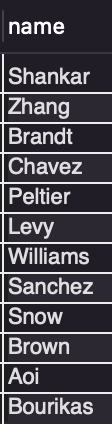 name
Shankar
Zhang
Brandt
Chavez
Peltier
Levy
Williams
Sanchez
Snow
Brown
Aoi
Bourikas